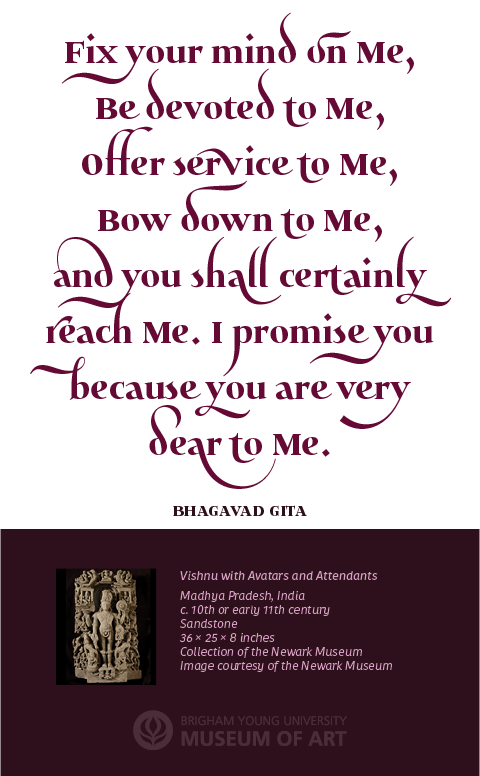 Fix your mind on Me,
Be devoted to Me,
Offer service to Me,
Bow down to Me,
and you shall certainly
reach Me. I promise you
because you are very
dear to Me.
BHAGAVAD GITA
Vishnu with Avatars and Attendants
Madhya Pradesh, India
c. 10th or early 11th century
Sandstone
36 × 25 × 8 inches
Collection of the Newark Museum
Image courtesy of the Newark Museum
BRIGHAM YOUNG UNIVERSITY
MUSEUM OF ART